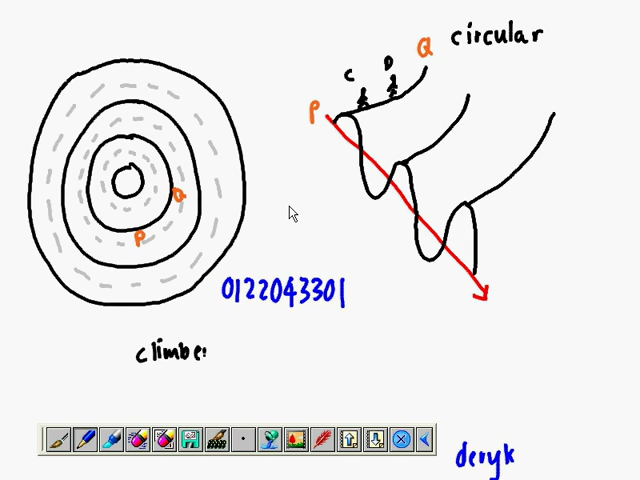 circular
Q
C D
P
Q
P
0122043301
climbe
deryk